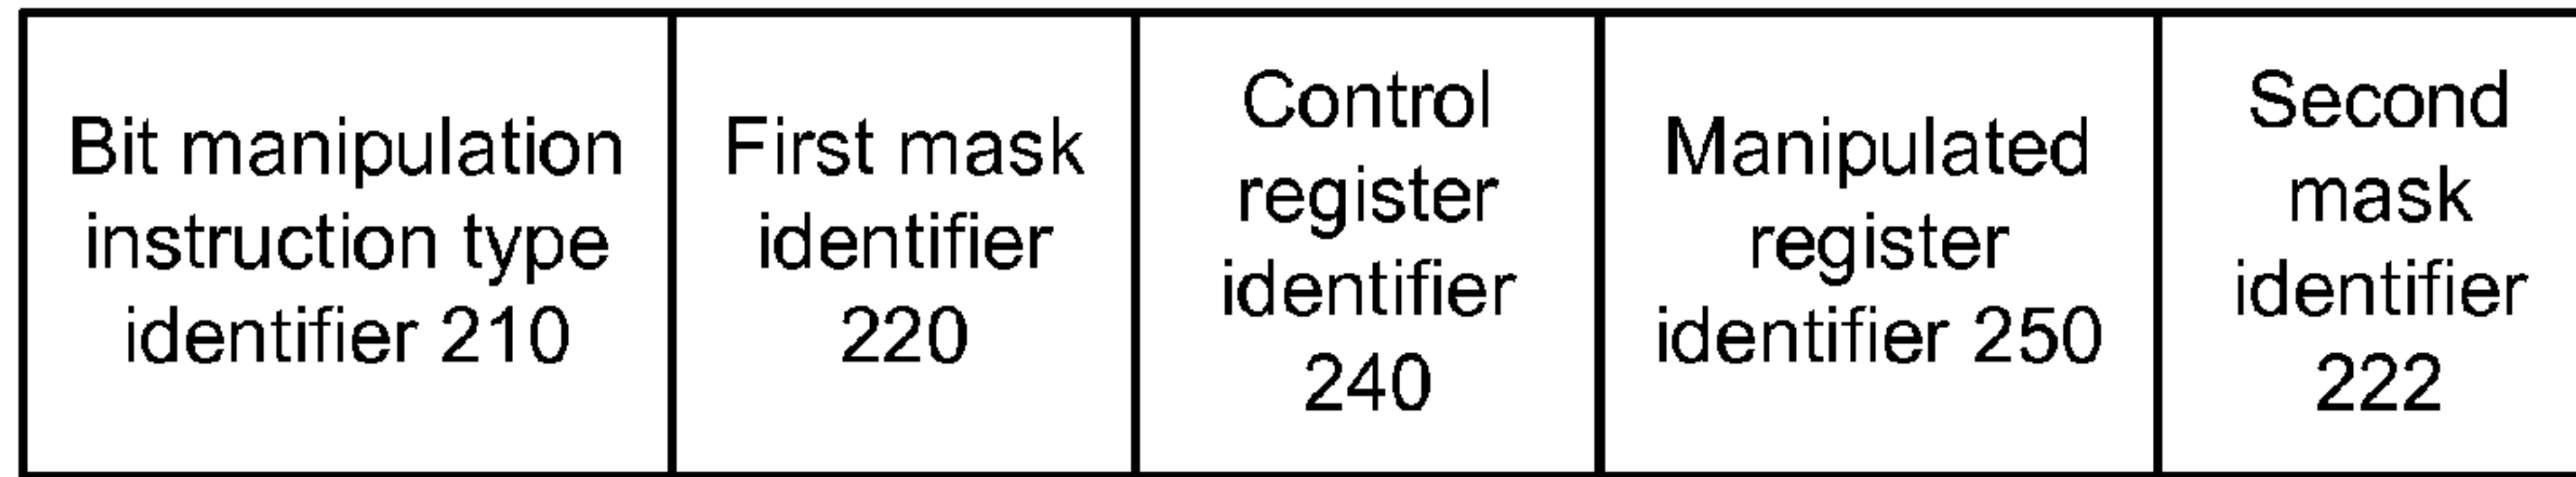 Bit manipulation
instruction type
identifier 210
First mask
identifier
220
Control
register
identifier
240
Manipulated
register
identifier 250
Second
mask
identifier
222